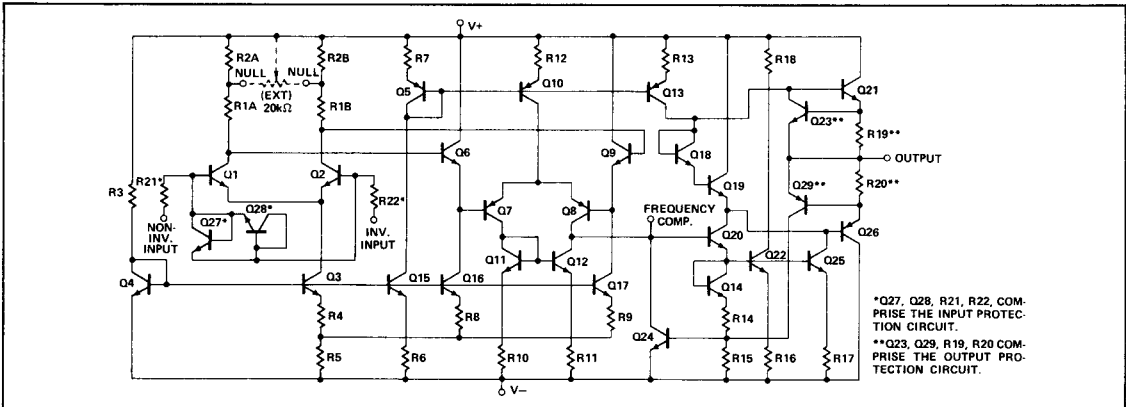 V+
R2A
R2B
R7
R12
R13
R18
NULL
NULL
(EXT)
20kΩ
Q5
Q10
Q13
Q21
Q23**
R1A
R1B
R19**
Q6
Q9
Q18
OUTPUT
R3
R21*
Q1
Q2
Q19
Q29**
R20**
R22*
Q28*
Q27*
NON-
INV.
INPUT
INV.
INPUT
Q7
Q8
FREQUENCY
COMP.
Q20
Q26
Q11
Q12
Q22
Q25
Q4
Q3
Q15
Q16
Q17
Q14
R4
R8
R9
R14
Q24
R5
R6
R10
R11
R15
R16
R17
V−
*Q27, Q28, R21, R22, COM-
PRISE THE INPUT PROTEC-
TION CIRCUIT.
**Q23, Q29, R19, R20 COM-
PRISE THE OUTPUT PRO-
TECTION CIRCUIT.